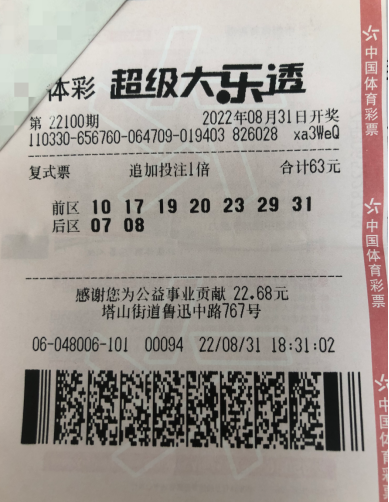 体彩 超级大乐透
第 22100期 2022年08月31日开奖
110330-656760-064709-019403 826028 xa3WeQ
复式票 追加投注1倍 合计63元
前区 10 17 19 20 23 29 31
后区 07 08
感谢您为公益事业贡献 22.68元
塔山街道鲁迅中路767号
06-048006-101 00094 22/08/31 18:31:02
中国体育彩票
中国体育彩票
中国体育彩票
中国体育